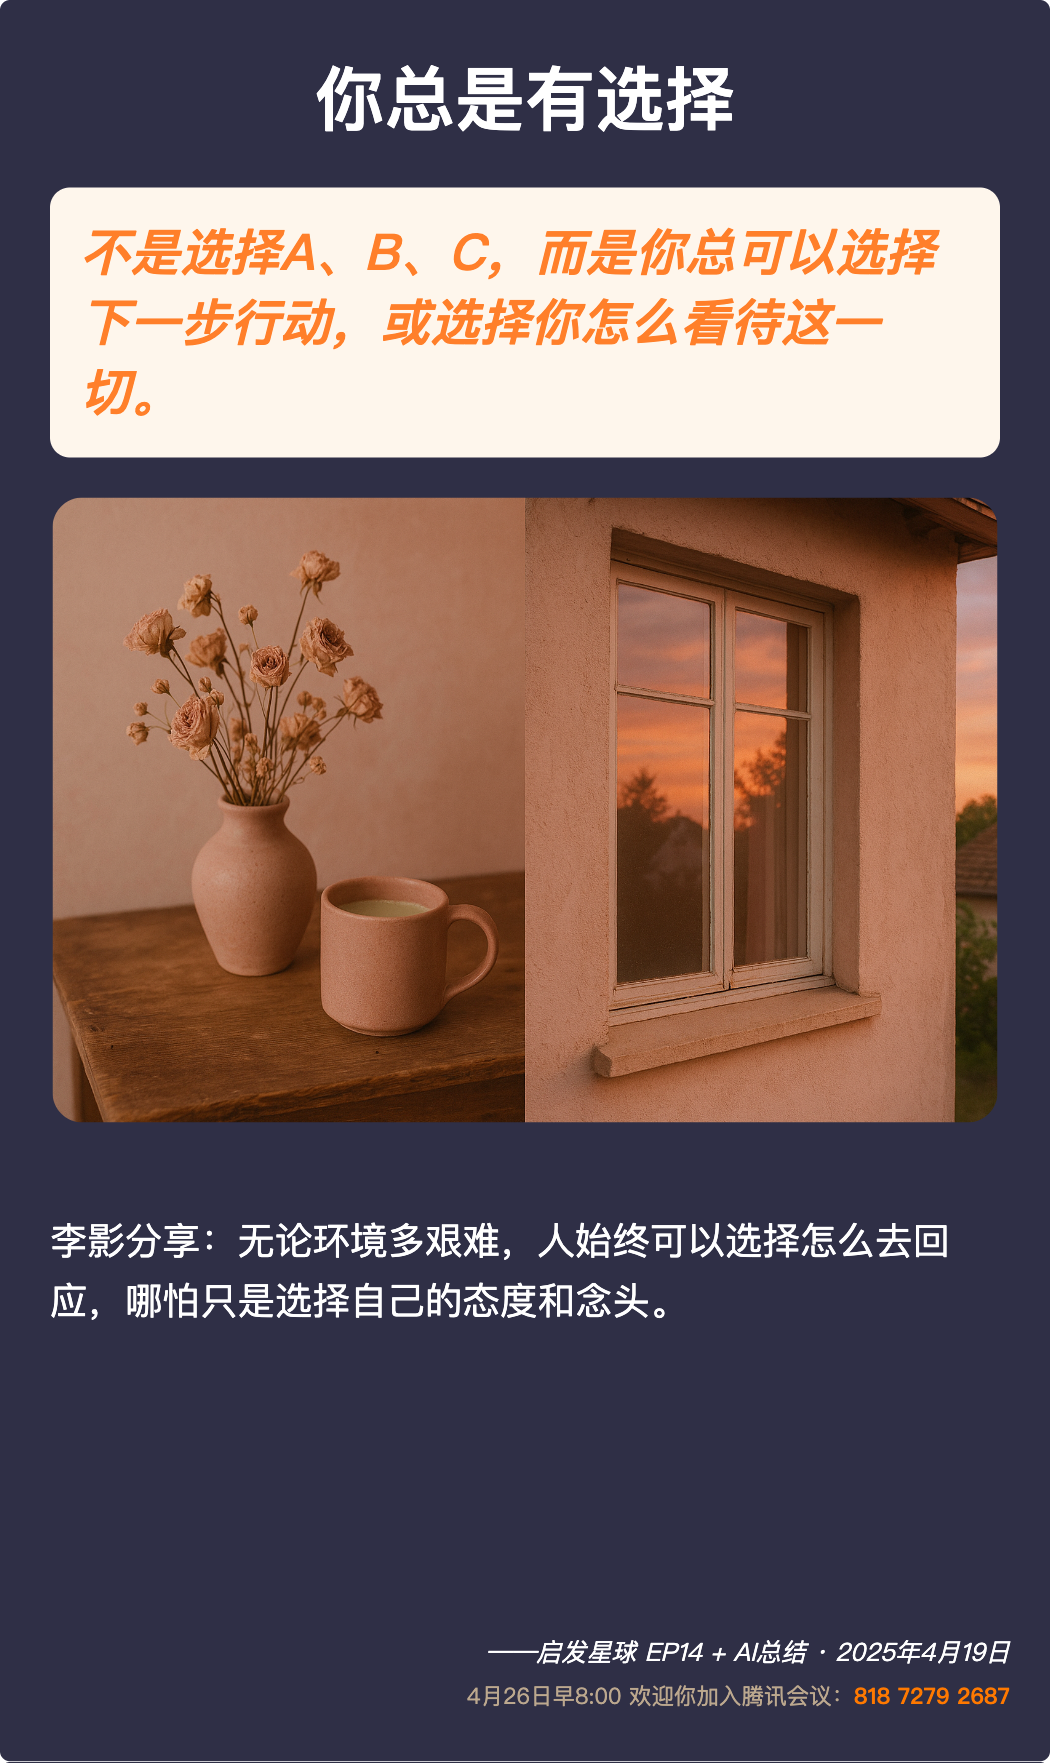 你总是有选择
不是选择A、B、C，而是你总可以选择
下一步行动，或选择你怎么看待这一
切。
李影分享：无论环境多艰难，人始终可以选择怎么去回
应，哪怕只是选择自己的态度和念头。
——启发星球 EP14 + AI总结 · 2025年4月19日
4月26日早8:00 欢迎你加入腾讯会议：818 7279 2687